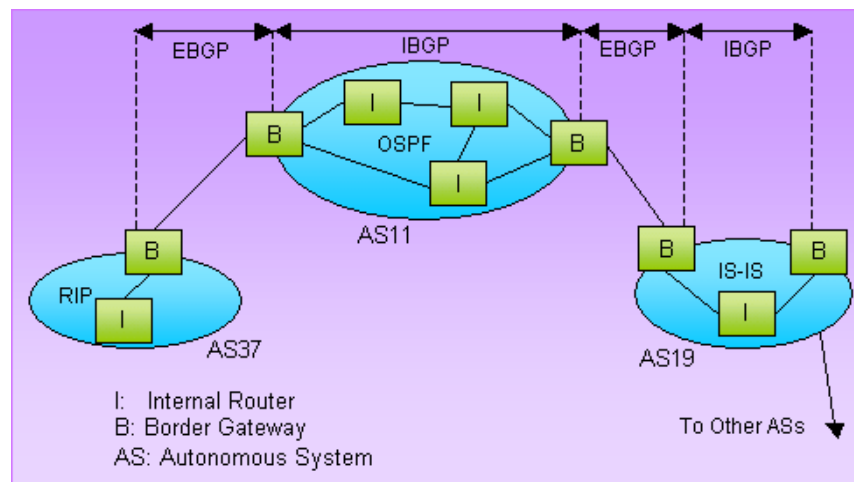 EBGP
IBGP
EBGP
IBGP
I
I
B
OSPF
B
I
AS11
B
B
B
RIP
IS-IS
I
I
AS37
AS19
I: Internal Router
B: Border Gateway
To Other ASs
AS: Autonomous System